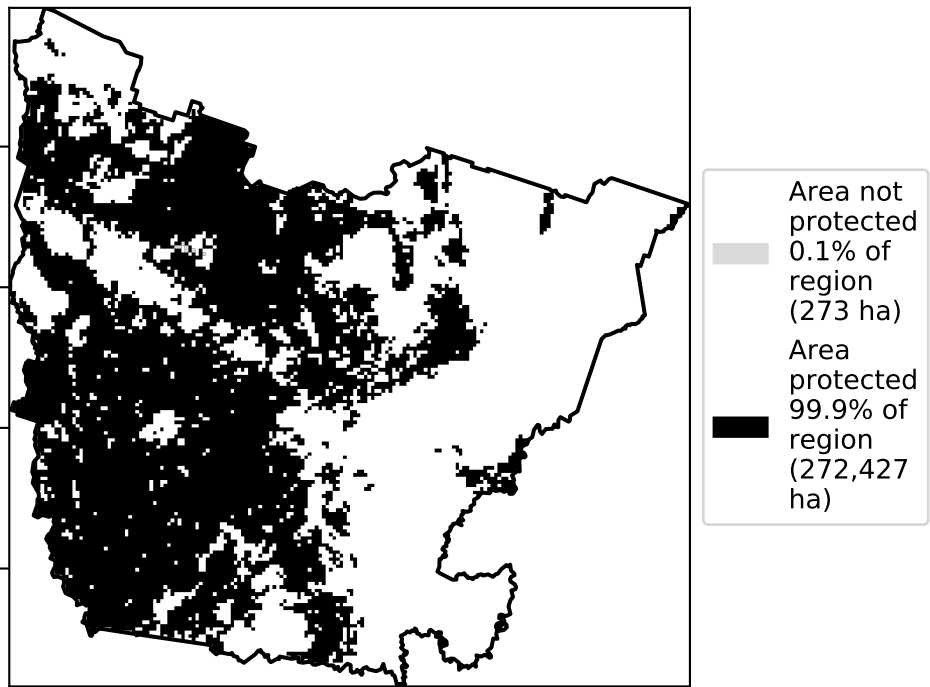 Area not
protected
0.1% of
region
(273 ha)
Area
protected
99.9% of
region
(272,427
ha)